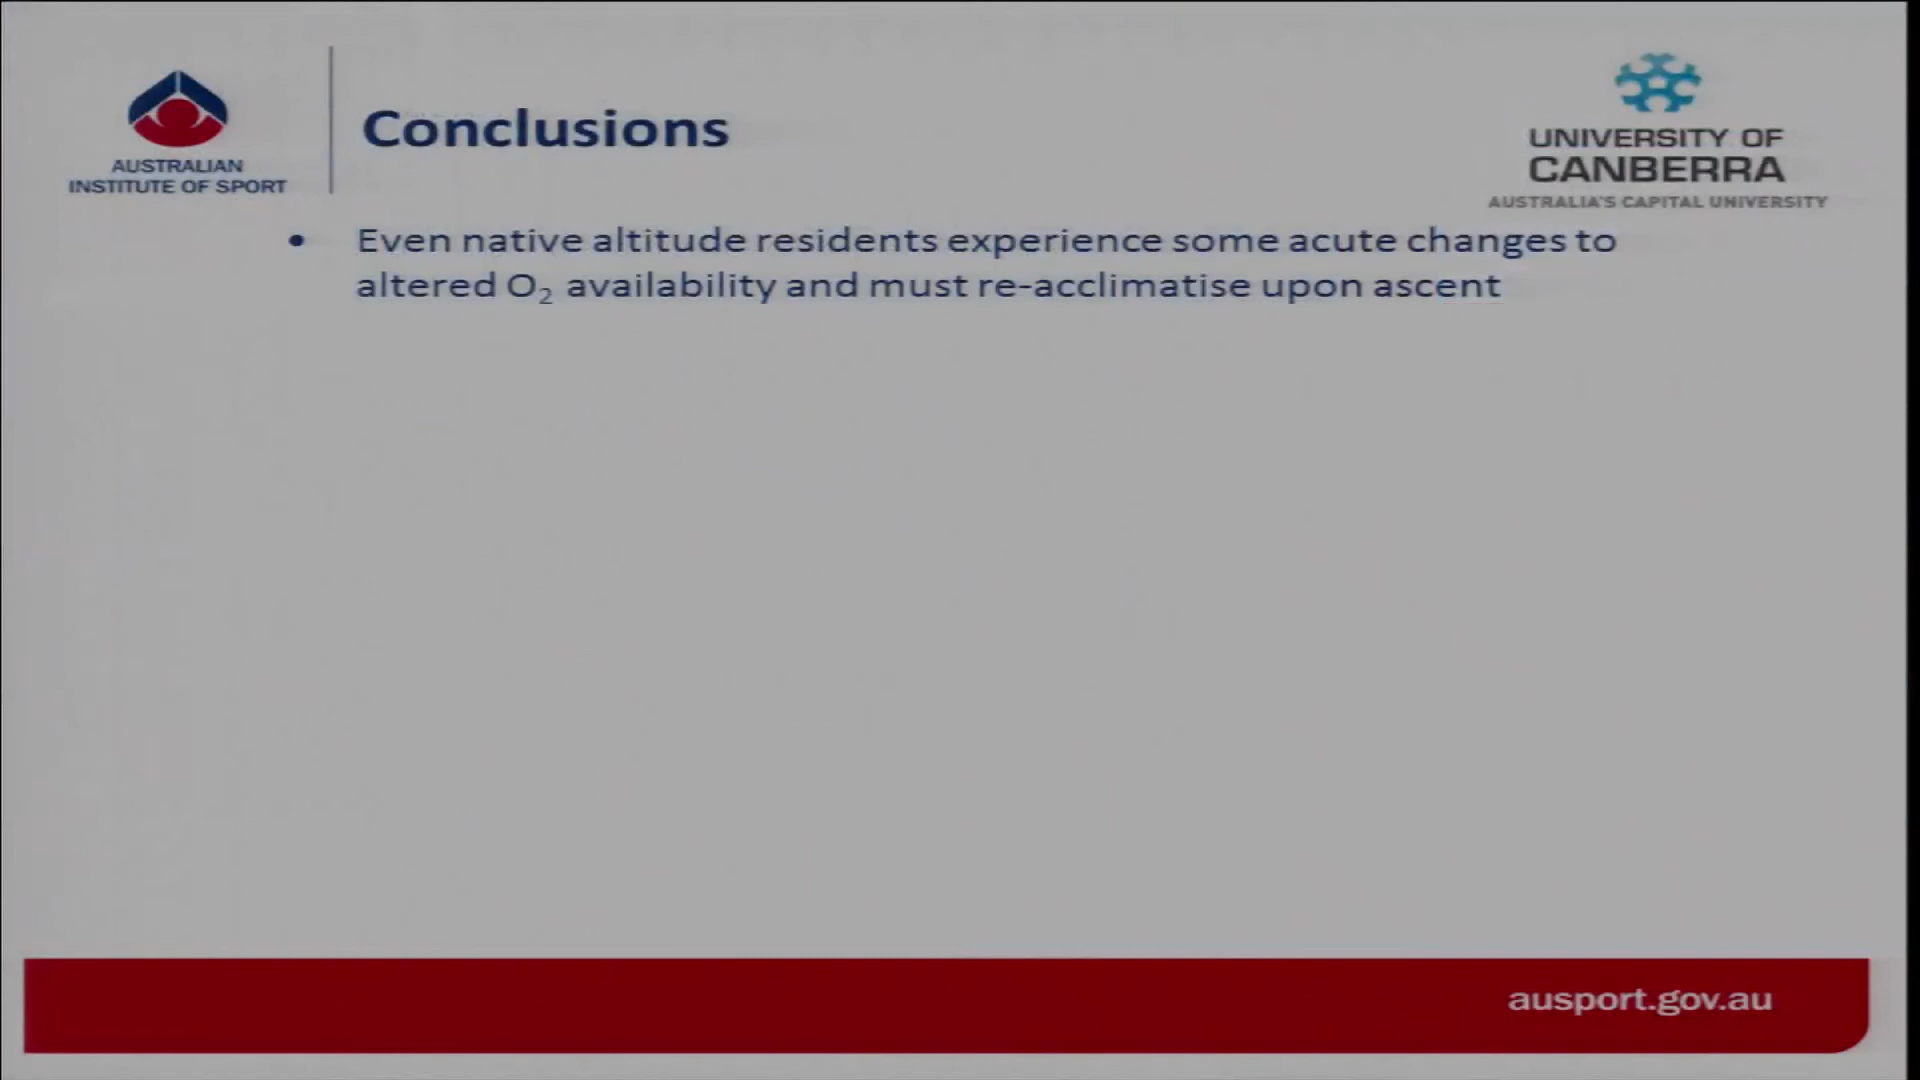 AUSTRALIAN
INSTITUTE OF SPORT
Conclusions
UNIVERSITY OF
CANBERRA
AUSTRALIA'S CAPITAL UNIVERSITY
• Even native altitude residents experience some acute changes to
altered O₂ availability and must re-acclimatise upon ascent
ausport.gov.au